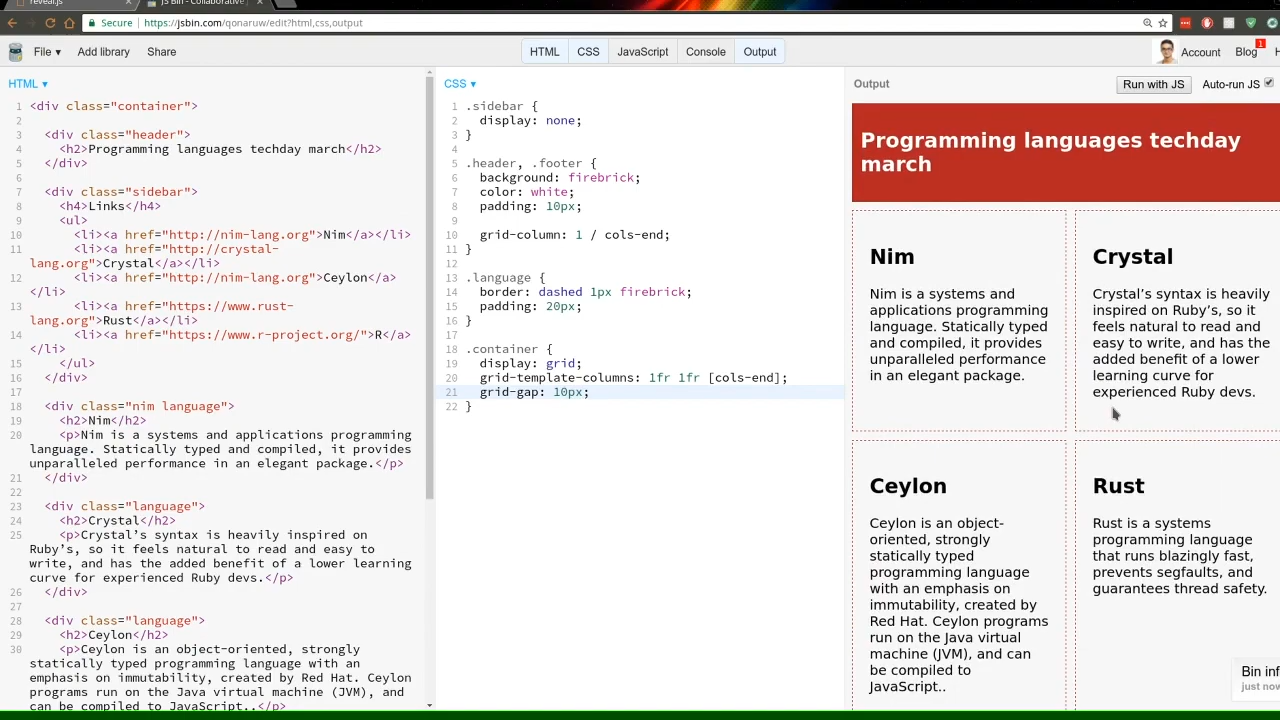 reveal.js
JS Bin - Collaborative
Secure
https://jsbin.com/qonaruw/edit?html,css,output
File ▾
Add library
Share
HTML
CSS
JavaScript
Console
Output
Account
Blog
1
HTML ▾
1 <div class="container">
2
3 <div class="header">
4 <h2>Programming languages techday march</h2>
5 </div>
6
7 <div class="sidebar">
8 <h4>Links</h4>
9 <ul>
10 <li><a href="http://nim-lang.org">Nim</a></li>
11 <li><a href="http://crystal-
lang.org">Crystal</a></li>
12 <li><a href="http://nim-lang.org">Ceylon</a>
</li>
13 <li><a href="https://www.rust-
lang.org">Rust</a></li>
14 <li><a href="https://www.r-project.org/">R</a>
</li>
15 </ul>
16 </div>
17
18 <div class="nim language">
19 <h2>Nim</h2>
20 <p>Nim is a systems and applications programming
language. Statically typed and compiled, it provides
unparalleled performance in an elegant package.</p>
21 </div>
22
23 <div class="language">
24 <h2>Crystal</h2>
25 <p>Crystal’s syntax is heavily inspired on
Ruby’s, so it feels natural to read and easy to
write, and has the added benefit of a lower learning
curve for experienced Ruby devs.</p>
26 </div>
27
28 <div class="language">
29 <h2>Ceylon</h2>
30 <p>Ceylon is an object-oriented, strongly
statically typed programming language with an
emphasis on immutability, created by Red Hat. Ceylon
programs run on the Java virtual machine (JVM), and
can be compiled to JavaScript..</p>
CSS ▾
1 .sidebar {
2 display: none;
3 }
4
5 .header, .footer {
6 background: firebrick;
7 color: white;
8 padding: 10px;
9
10 grid-column: 1 / cols-end;
11 }
12
13 .language {
14 border: dashed 1px firebrick;
15 padding: 20px;
16 }
17
18 .container {
19 display: grid;
20 grid-template-columns: 1fr 1fr [cols-end];
21 grid-gap: 10px;
22 }
Output
Run with JS
Auto-run JS
Programming languages techday
march
Nim
Nim is a systems and
applications programming
language. Statically typed
and compiled, it provides
unparalleled performance
in an elegant package.
Crystal
Crystal’s syntax is heavily
inspired on Ruby’s, so it
feels natural to read and
easy to write, and has the
added benefit of a lower
learning curve for
experienced Ruby devs.
Ceylon
Ceylon is an object-
oriented, strongly
statically typed
programming language
with an emphasis on
immutability, created by
Red Hat. Ceylon programs
run on the Java virtual
machine (JVM), and can
be compiled to
JavaScript..
Rust
Rust is a systems
programming language
that runs blazingly fast,
prevents segfaults, and
guarantees thread safety.
Bin inf
just now